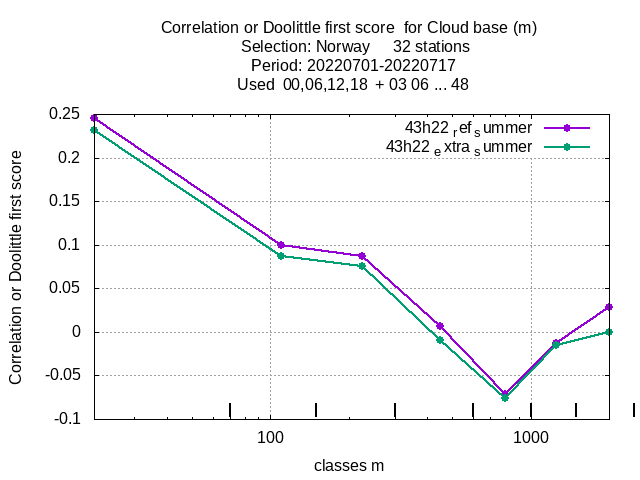 Correlation or Doolittle first score  for Cloud base (m)
Selection: Norway     32 stations
Period: 20220701-20220717
Used  00,06,12,18  + 03 06 ... 48
43h22 ref summer
43h22 extra summer
Correlation or Doolittle first score
0.25
0.2
0.15
0.1
0.05
0
-0.05
-0.1
100
1000
classes m